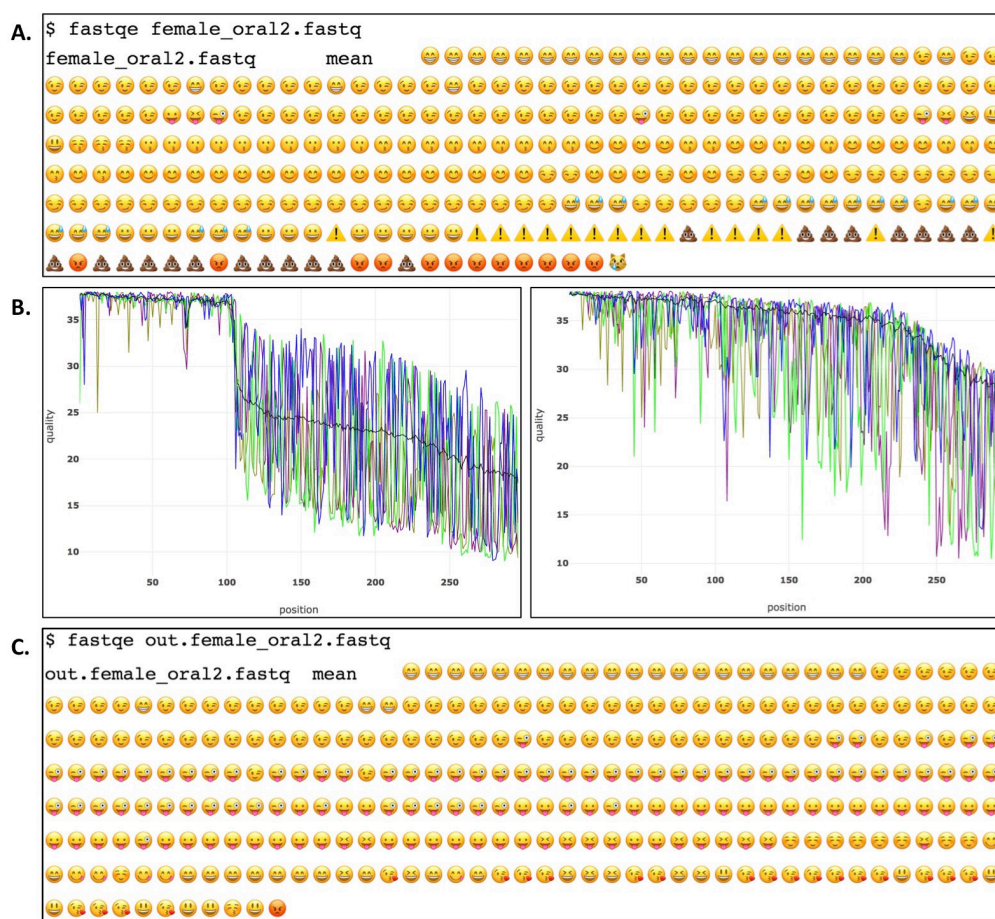 A.
$ fastqe female_oral2.fastq
female_oral2.fastq mean
B.
35
30
25
20
15
10
quality
50 100 150 200 250
position
35
30
25
20
15
10
quality
50 100 150 200 250
position
C.
$ fastqe out.female_oral2.fastq
out.female_oral2.fastq mean